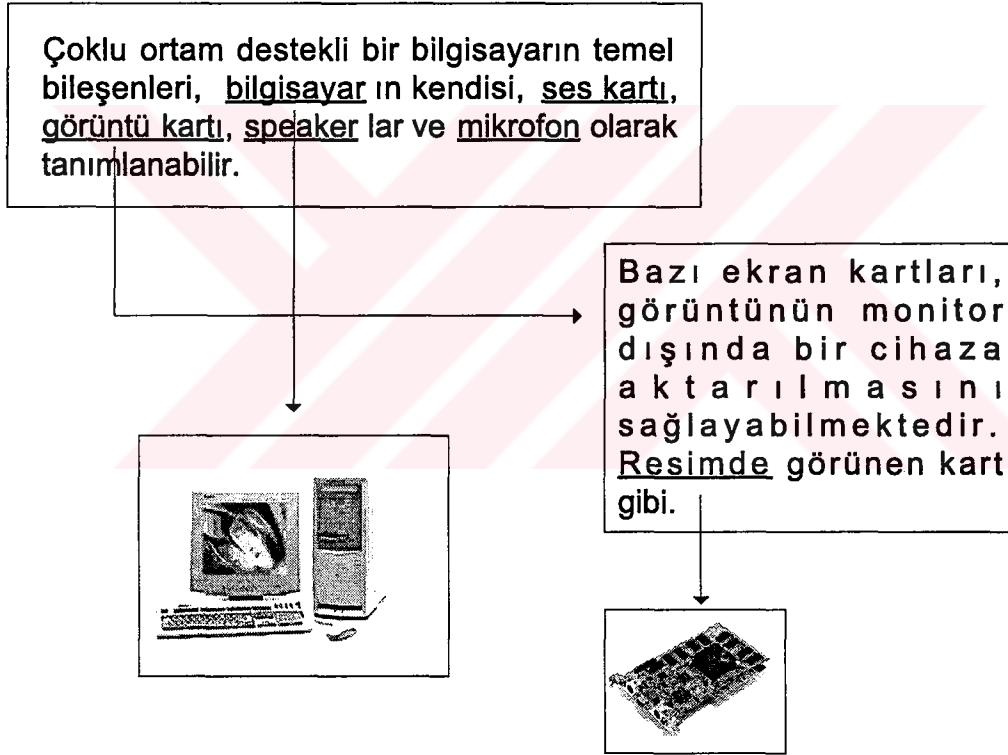 Çoklu ortam destekli bir bilgisayarın temel
bileşenleri, bilgisayar ın kendisi, ses kartı,
görüntü kartı, speaker lar ve mikrofon olarak
tanımlanabilir.
Bazı ekran kartları,
görüntünün monitor
dışında bir cihaza
aktarılmasını
sağlayabilmektedir.
Resimde görünen kart
gibi.